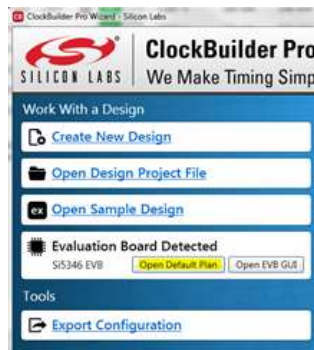 ClockBuilder Pro Wizard - Silicon Labs
SILICON LABS
ClockBuilder Pro
We Make Timing Simp
Work With a Design
Create New Design
Open Design Project File
ex Open Sample Design
Evaluation Board Detected
Si5346 EVB Open Default Plan Open EVB GUI
Tools
Export Configuration